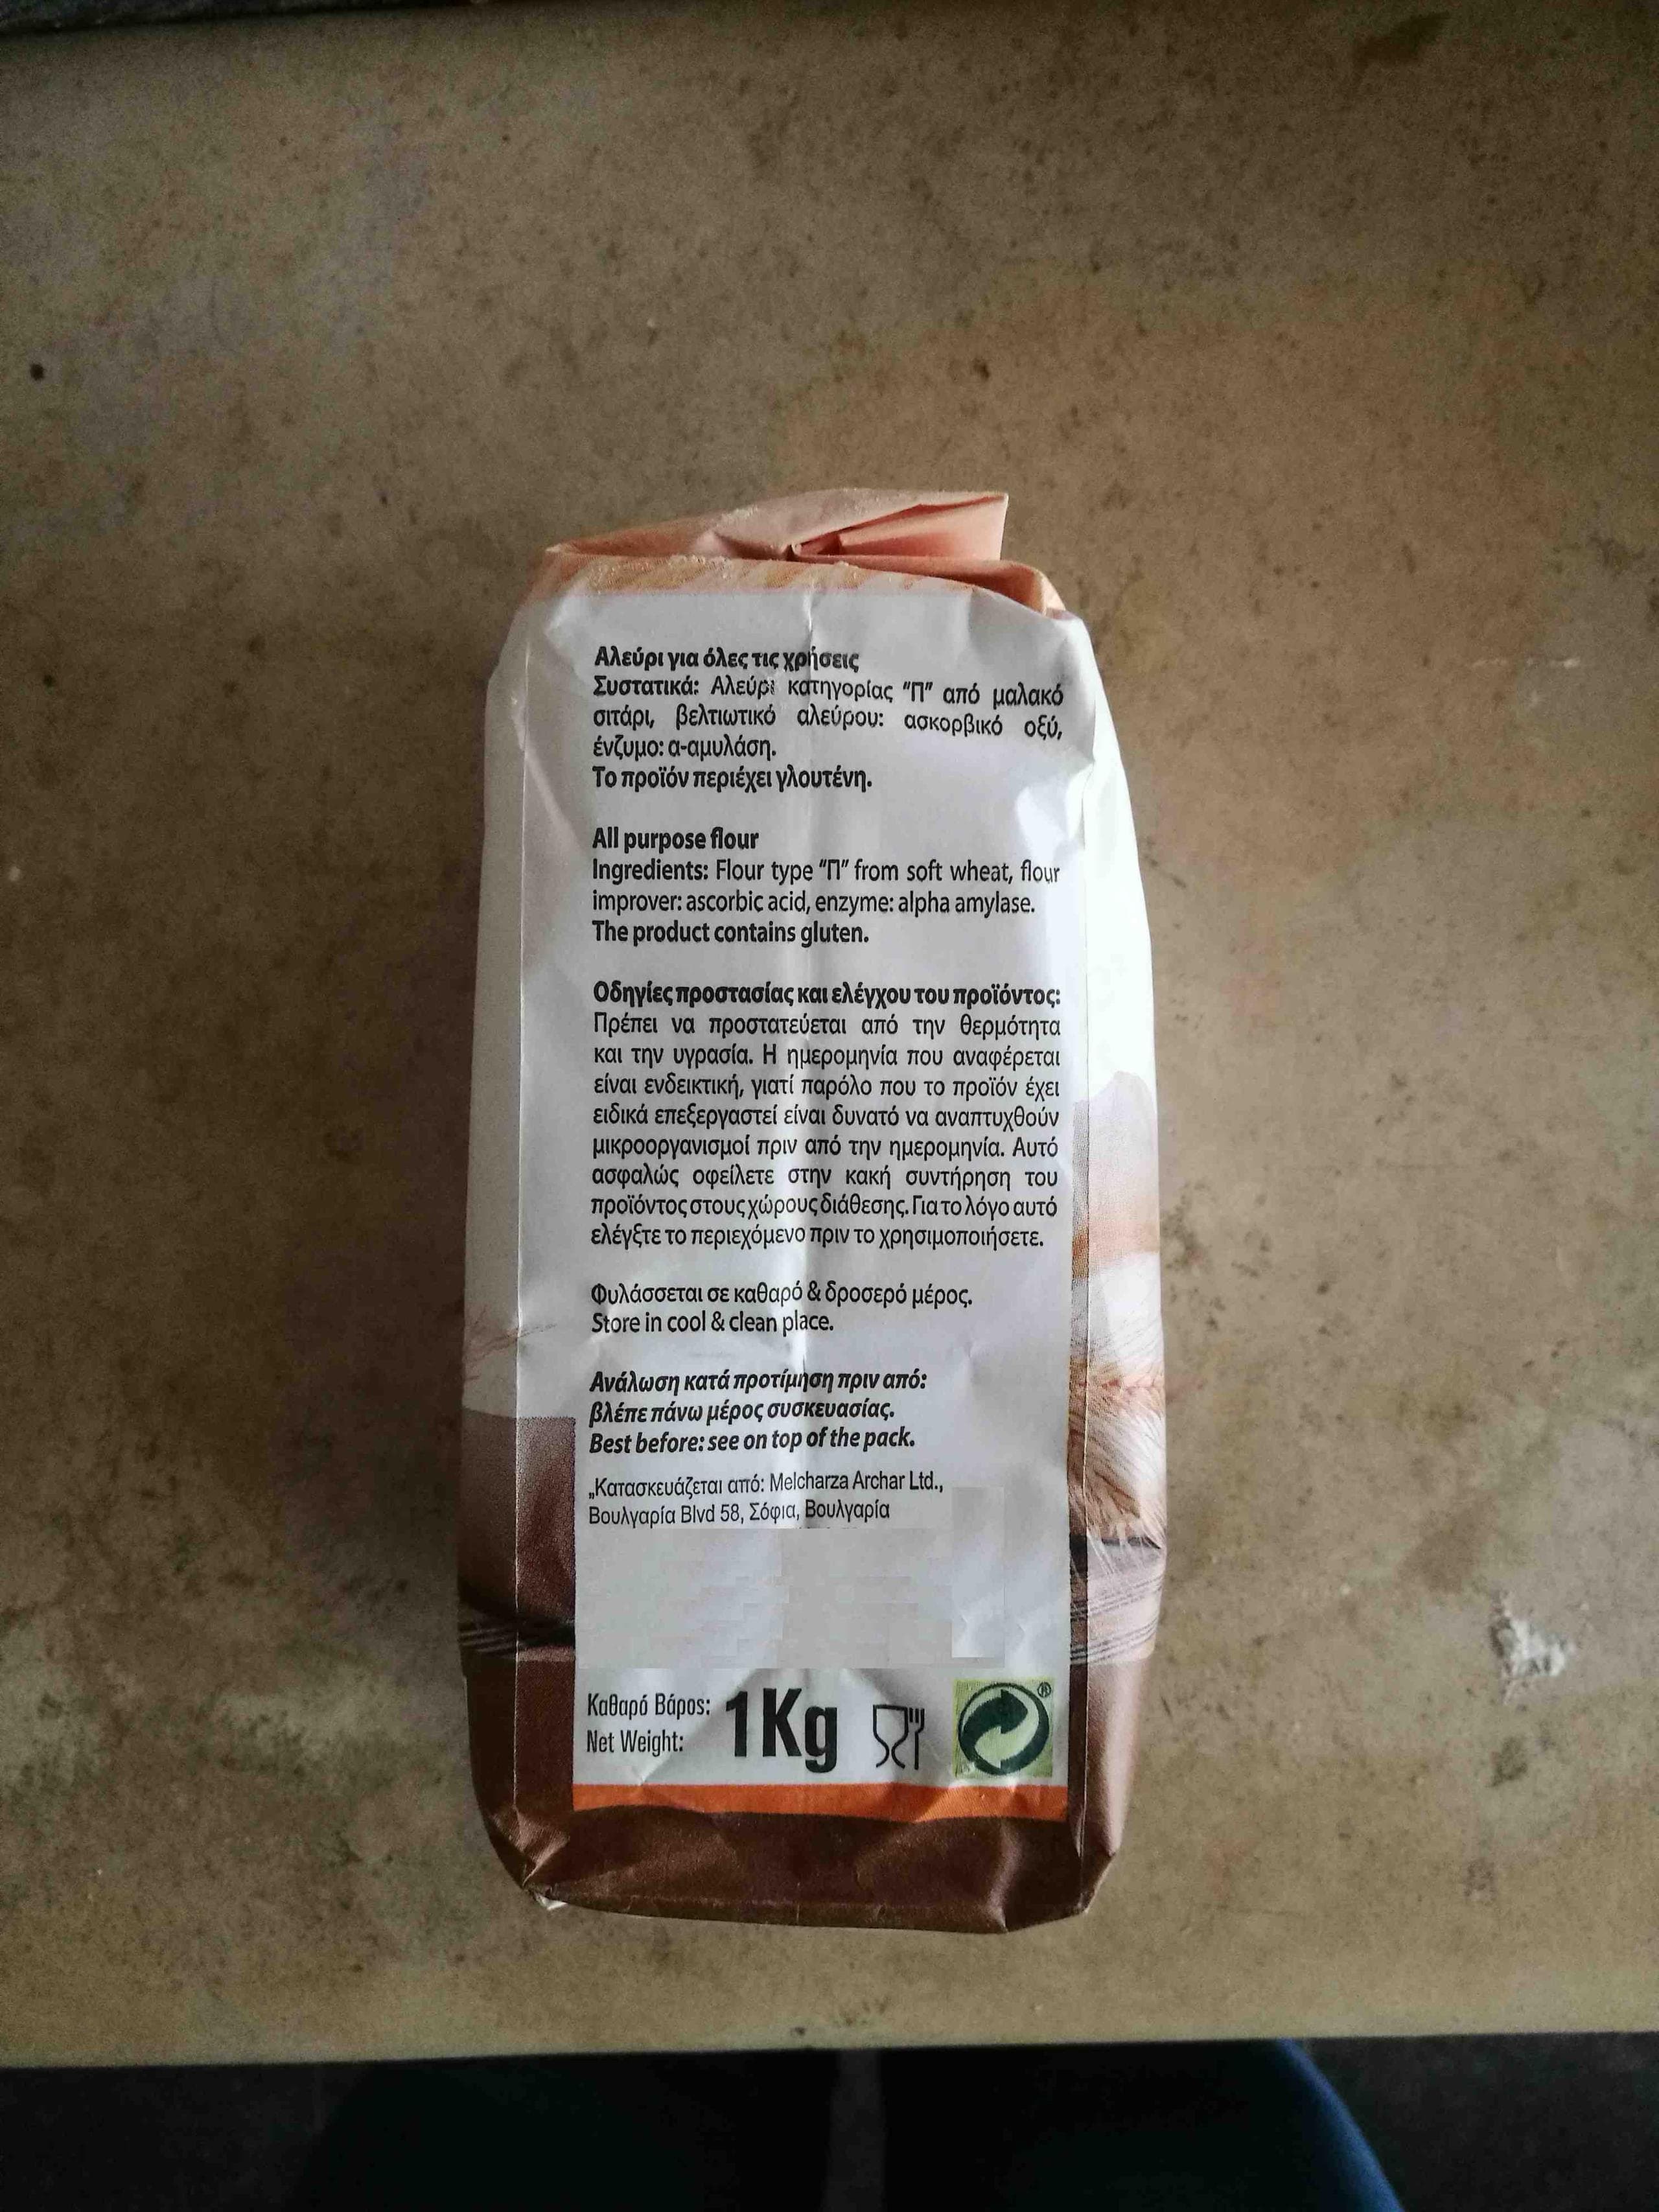 Αλεύρι για όλες τις χρήσεις
Συστατικά: Αλεύρι κατηγορίας “Π” από μαλακό
σιτάρι, βελτιωτικό αλεύρου: ασκορβικό οξύ,
ένζυμο: α-αμυλάση.
Το προϊόν περιέχει γλουτένη.
All purpose flour
Ingredients: Flour type “Π” from soft wheat, flour
improver: ascorbic acid, enzyme: alpha amylase.
The product contains gluten.
Οδηγίες προστασίας και ελέγχου του προϊόντος:
Πρέπει να προστατεύεται από την θερμότητα
και την υγρασία. Η ημερομηνία που αναφέρεται
είναι ενδεικτική, γιατί παρόλο που το προϊόν έχει
ειδικά επεξεργαστεί είναι δυνατό να αναπτυχθούν
μικροοργανισμοί πριν από την ημερομηνία. Αυτό
ασφαλώς οφείλετε στην κακή συντήρηση του
προϊόντος στους χώρους διάθεσης. Για το λόγο αυτό
ελέγξτε το περιεχόμενο πριν το χρησιμοποιήσετε.
Φυλάσσεται σε καθαρό & δροσερό μέρος.
Store in cool & clean place.
Ανάλωση κατά προτίμηση πριν από:
βλέπε πάνω μέρος συσκευασίας.
Best before: see on top of the pack.
„Κατασκευάζεται από: Melcharza Archar Ltd.,
Βουλγαρία Blvd 58, Σόφια, Βουλγαρία
Καθαρό Βάρος:
Net Weight:
1Kg
®